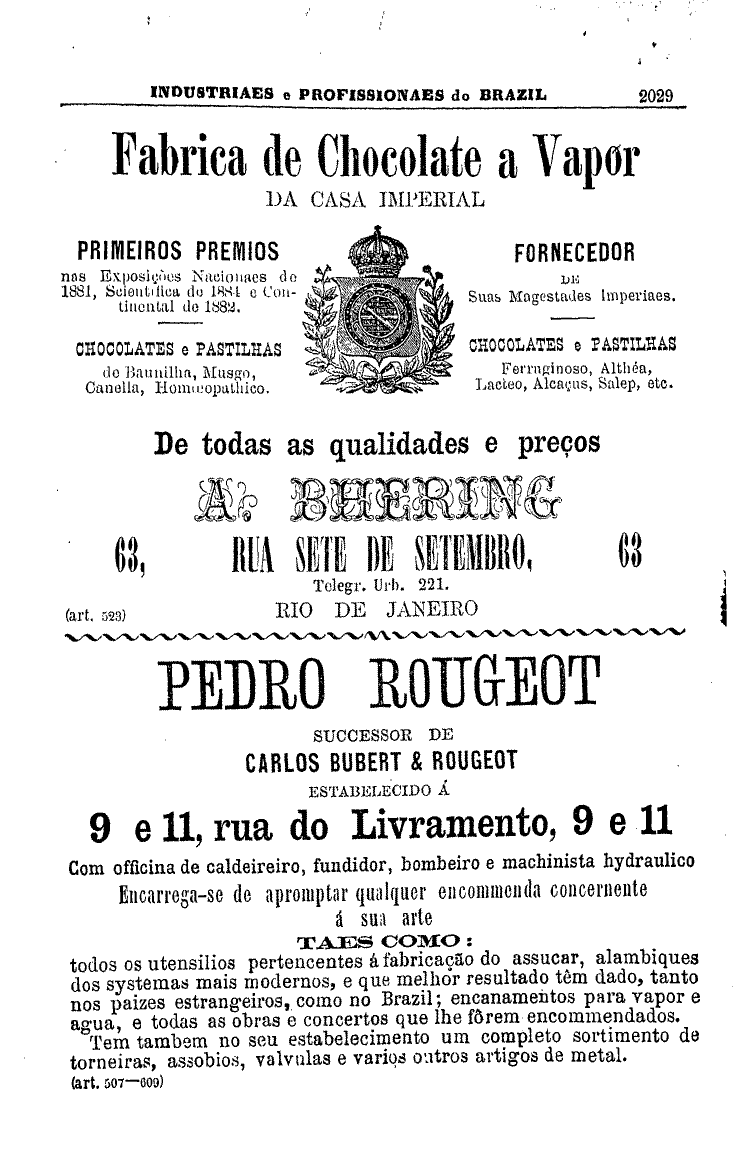 INDUSTRIAES e PROFISSIONAES do BRAZIL 2029
Fabrica de Chocolate a Vapor
DA CASA IMPERIAL
PRIMEIROS PREMIOS
nas Exposições Nacionaes de
1881, Scientifica de 1884 e Con-
tinental de 1882.
CHOCOLATES e PASTILHAS
de Baunilha, Musgo,
Canella, Homœopathico.
FORNECEDOR
DE
Suas Magestades Imperiaes.
CHOCOLATES e PASTILHAS
Ferruginoso, Althéa,
Lacteo, Alcaçus, Salep, etc.
De todas as qualidades e preços
A. BHERING
63, RUA SETE DE SETEMBRO, 63
Telegr. Urb. 221.
(art. 523) RIO DE JANEIRO
PEDRO ROUGEOT
SUCCESSOR DE
CARLOS BUBERT & ROUGEOT
ESTABELECIDO Á
9 e 11, rua do Livramento, 9 e 11
Com officina de caldeireiro, fundidor, bombeiro e machinista hydraulico
Encarrega-se de apromptar qualquer encommenda concernente
á sua arte
TAES COMO:
todos os utensilios pertencentes á fabricação do assucar, alambiques
dos systemas mais modernos, e que melhor resultado têm dado, tanto
nos paizes estrangeiros, como no Brazil; encanamentos para vapor e
agua, e todas as obras e concertos que lhe fôrem encommendados.
Tem tambem no seu estabelecimento um completo sortimento de
torneiras, assobios, valvulas e varios outros artigos de metal.
(art. 507—609)